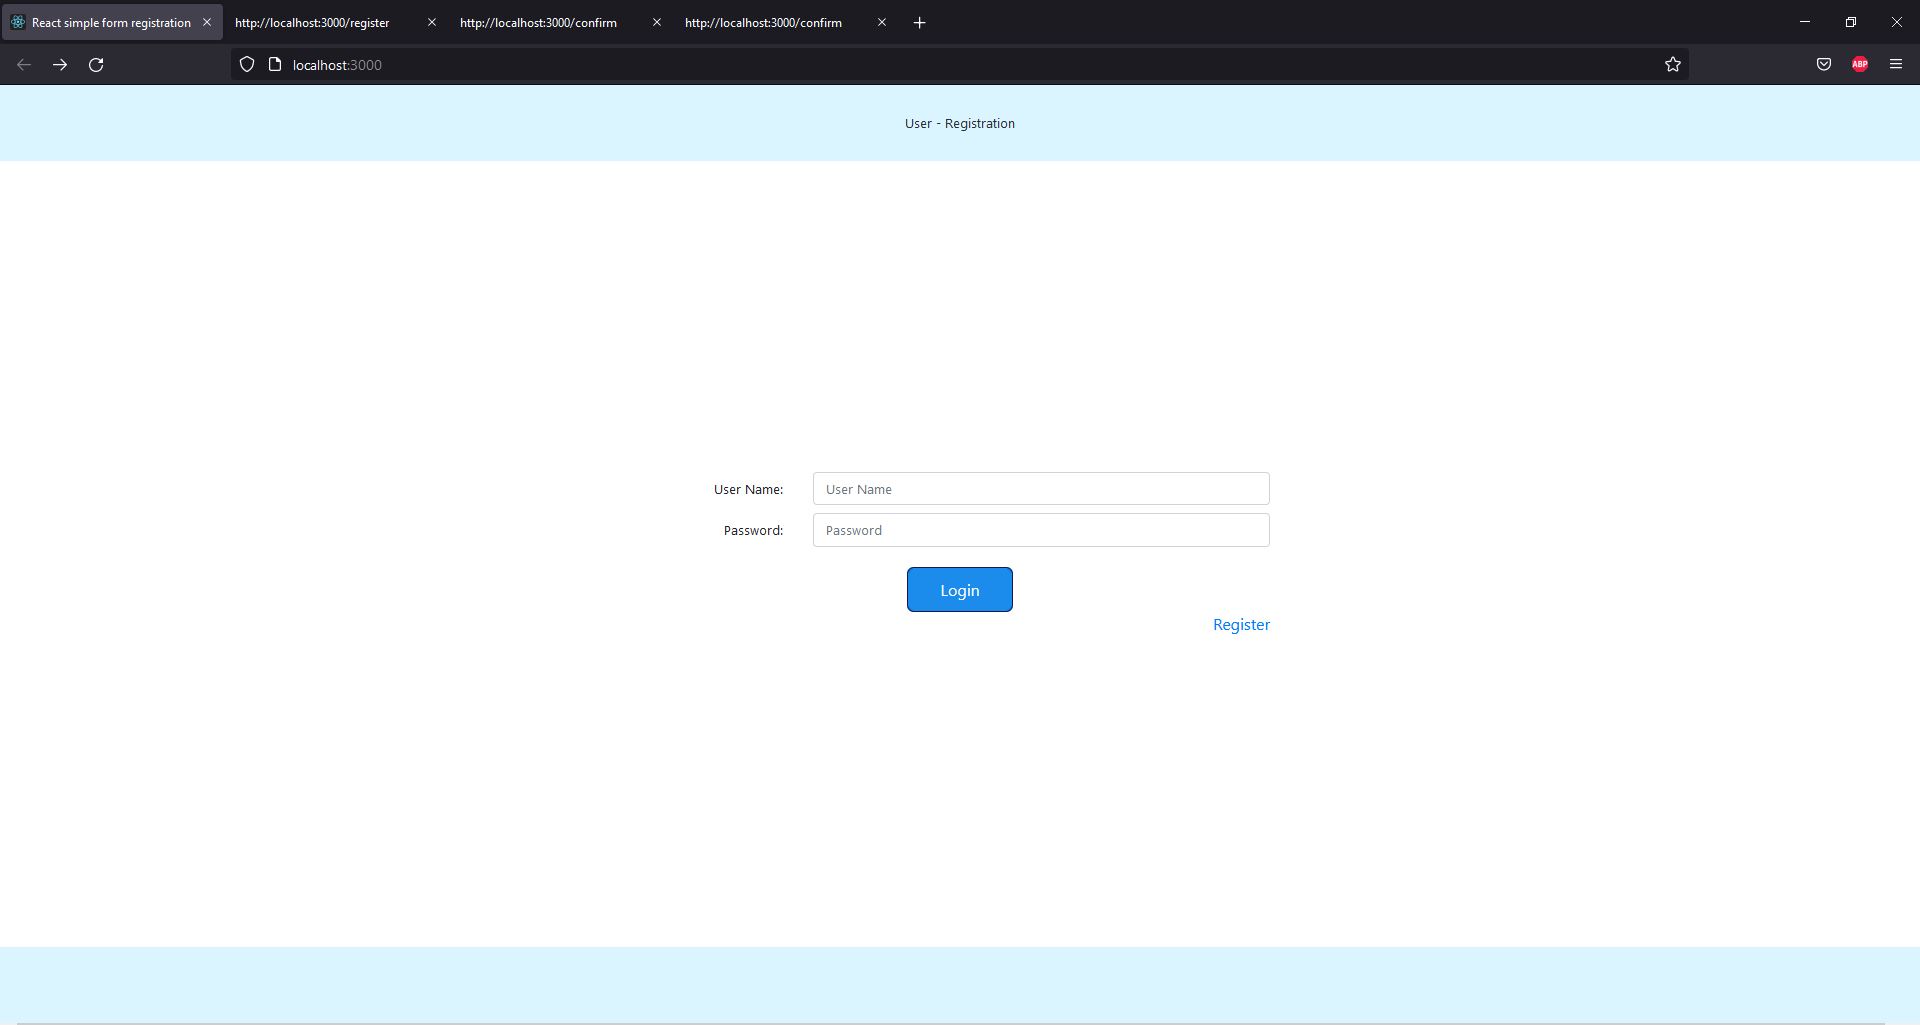 React simple form registration
http://localhost:3000/register
http://localhost:3000/confirm
http://localhost:3000/confirm
localhost:3000
ABP
User - Registration
User Name:
User Name
Password:
Password
Login
Register